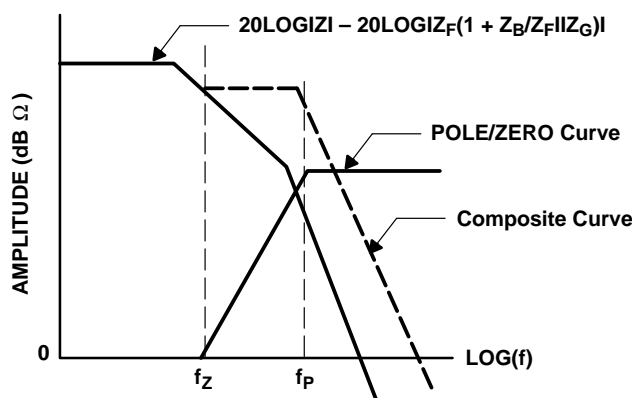 20LOGIZI – 20LOGIZF(1 + ZB/ZFIIZG)I
POLE/ZERO Curve
Composite Curve
AMPLITUDE (dB Ω)
0
LOG(f)
fZ
fP